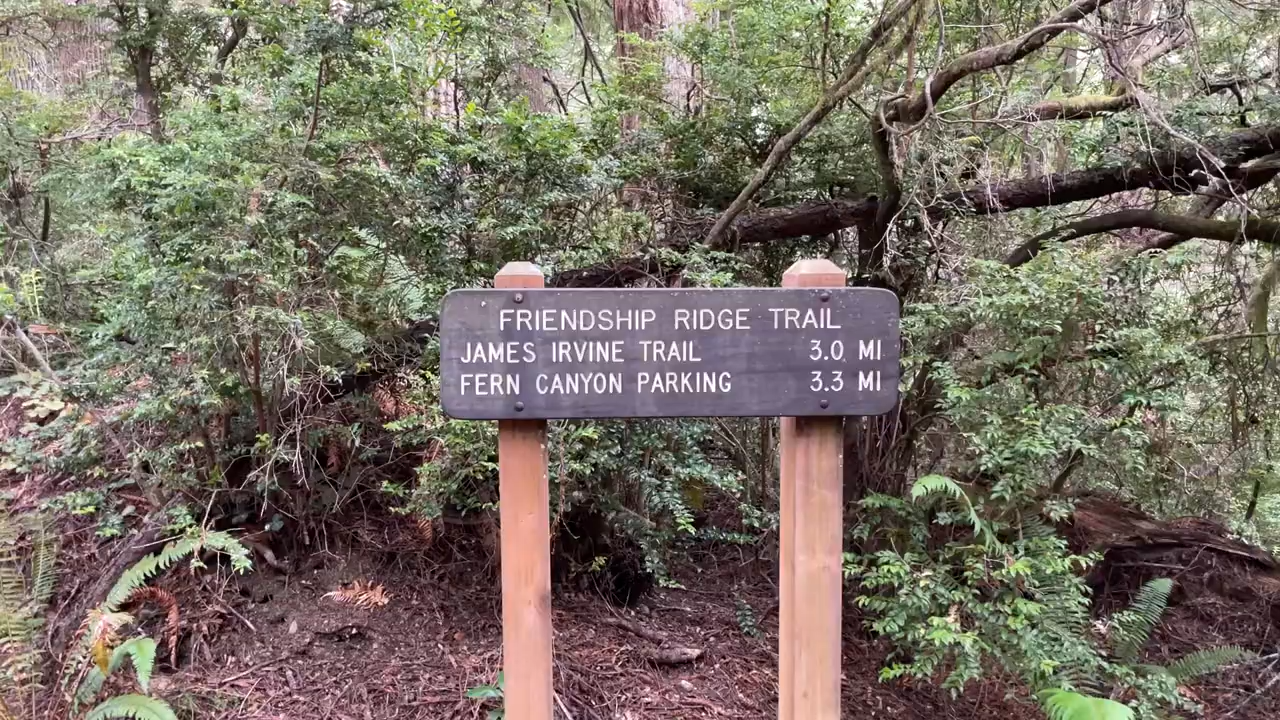 FRIENDSHIP RIDGE TRAIL
JAMES IRVINE TRAIL 3.0 MI
FERN CANYON PARKING 3.3 MI